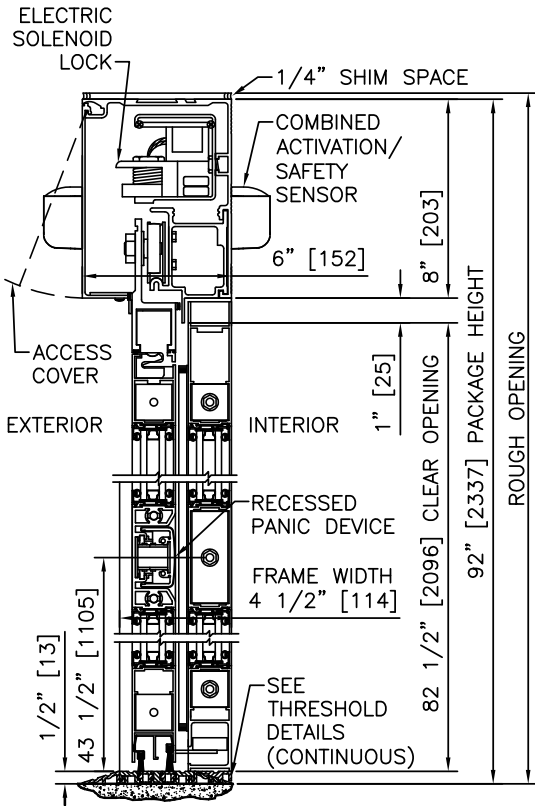 ELECTRIC
SOLENOID
LOCK
1/4” SHIM SPACE
COMBINED
ACTIVATION/
SAFETY
SENSOR
6” [152]
8” [203]
ACCESS
COVER
1” [25]
EXTERIOR
INTERIOR
RECESSED
PANIC DEVICE
FRAME WIDTH
4 1/2” [114]
82 1/2” [2096] CLEAR OPENING
92” [2337] PACKAGE HEIGHT
ROUGH OPENING
1/2” [13]
43 1/2” [1105]
SEE
THRESHOLD
DETAILS
(CONTINUOUS)